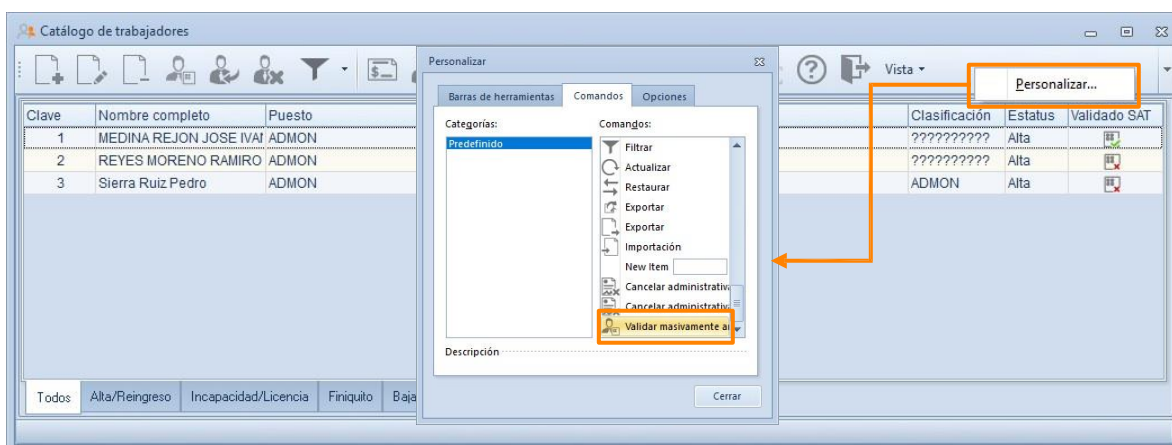 Catálogo de trabajadores
Vista
Personalizar...
Personalizar
Barras de herramientas Comandos Opciones
Categorías: Comandos:
Predefinido
Filtrar
Actualizar
Restaurar
Exportar
Exportar
Importación
New Item
Cancelar administrativa
Cancelar administrativa
Validar masivamente
Descripción
Cerrar
Clave Nombre completo Puesto Clasificación Estatus Validado SAT
1 MEDINA REJON JOSE ADMON ?????????? Alta
2 REYES MORENO RAMIRO ADMON ?????????? Alta
3 Sierra Ruiz Pedro ADMON ADMON Alta
Todos Alta/Reingreso Incapacidad/Licencia Finiquito Baja